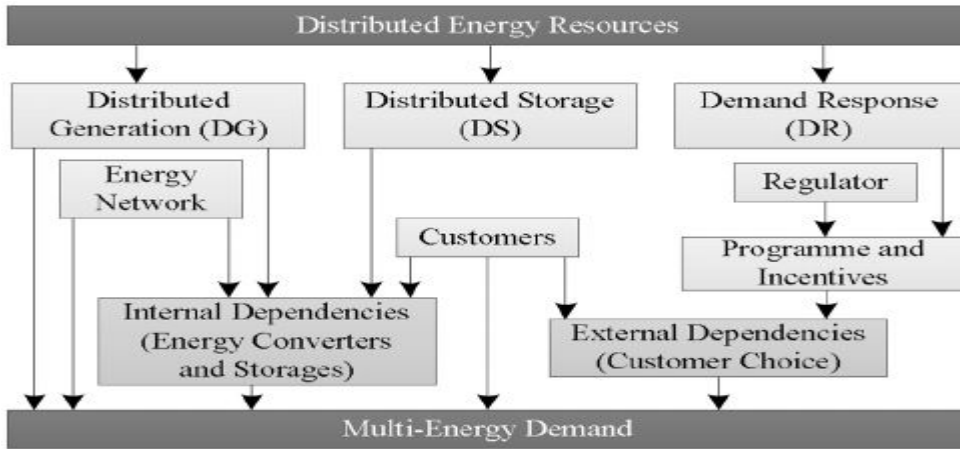 Distributed Energy Resources
Distributed
Generation (DG)
Distributed Storage
(DS)
Demand Response
(DR)
Energy
Network
Regulator
Customers
Programme and
Incentives
Internal Dependencies
(Energy Converters
and Storages)
External Dependencies
(Customer Choice)
Multi-Energy Demand